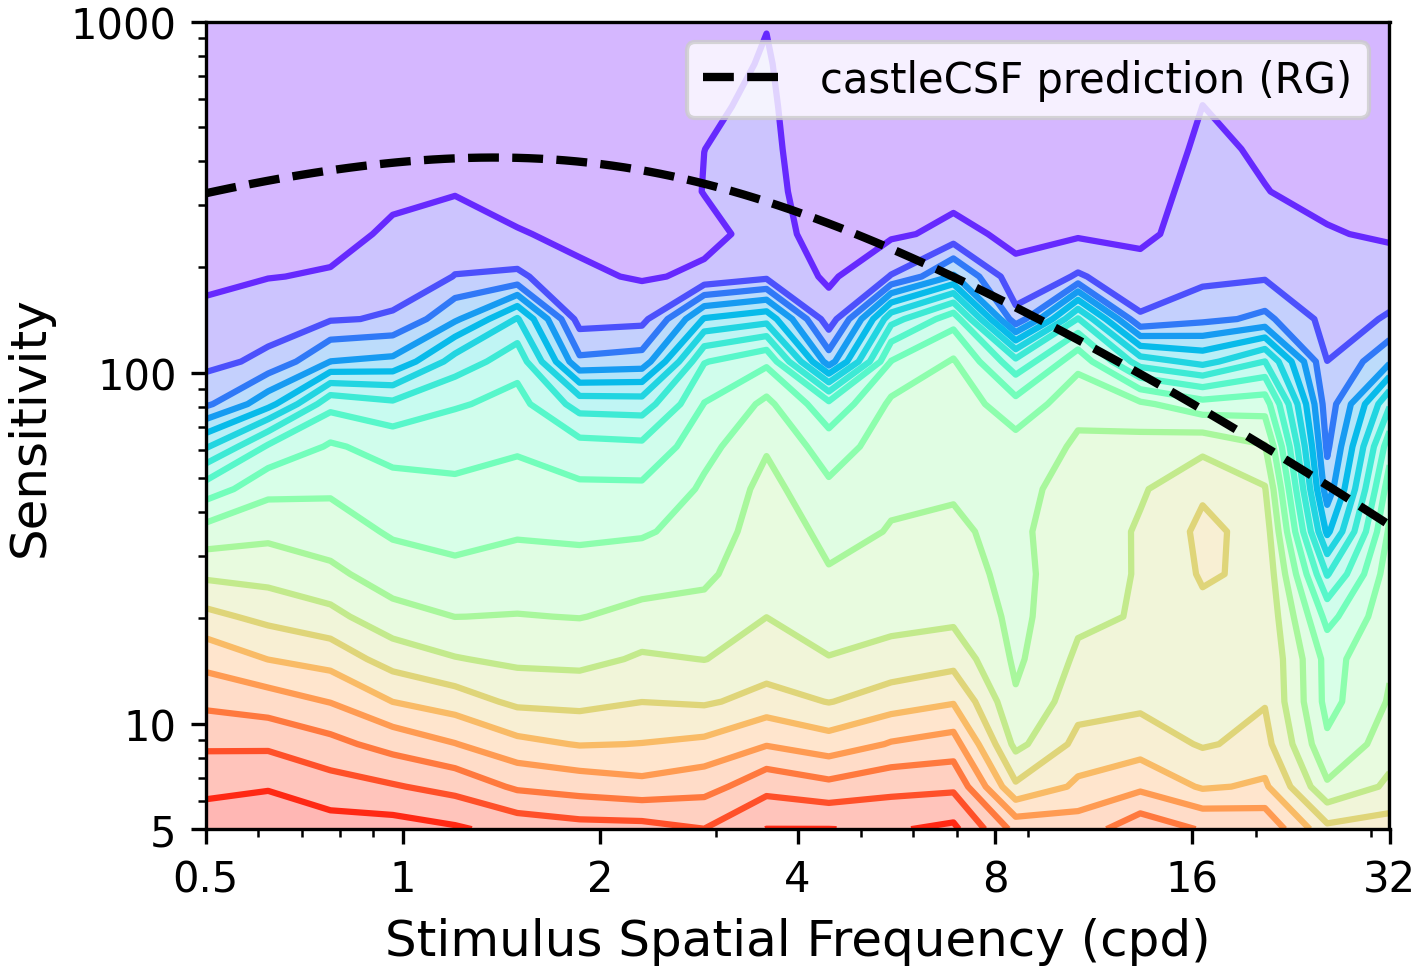 1000
castleCSF prediction (RG)
100
Sensitivity
10
5
0.5 1 2 4 8 16 32
Stimulus Spatial Frequency (cpd)